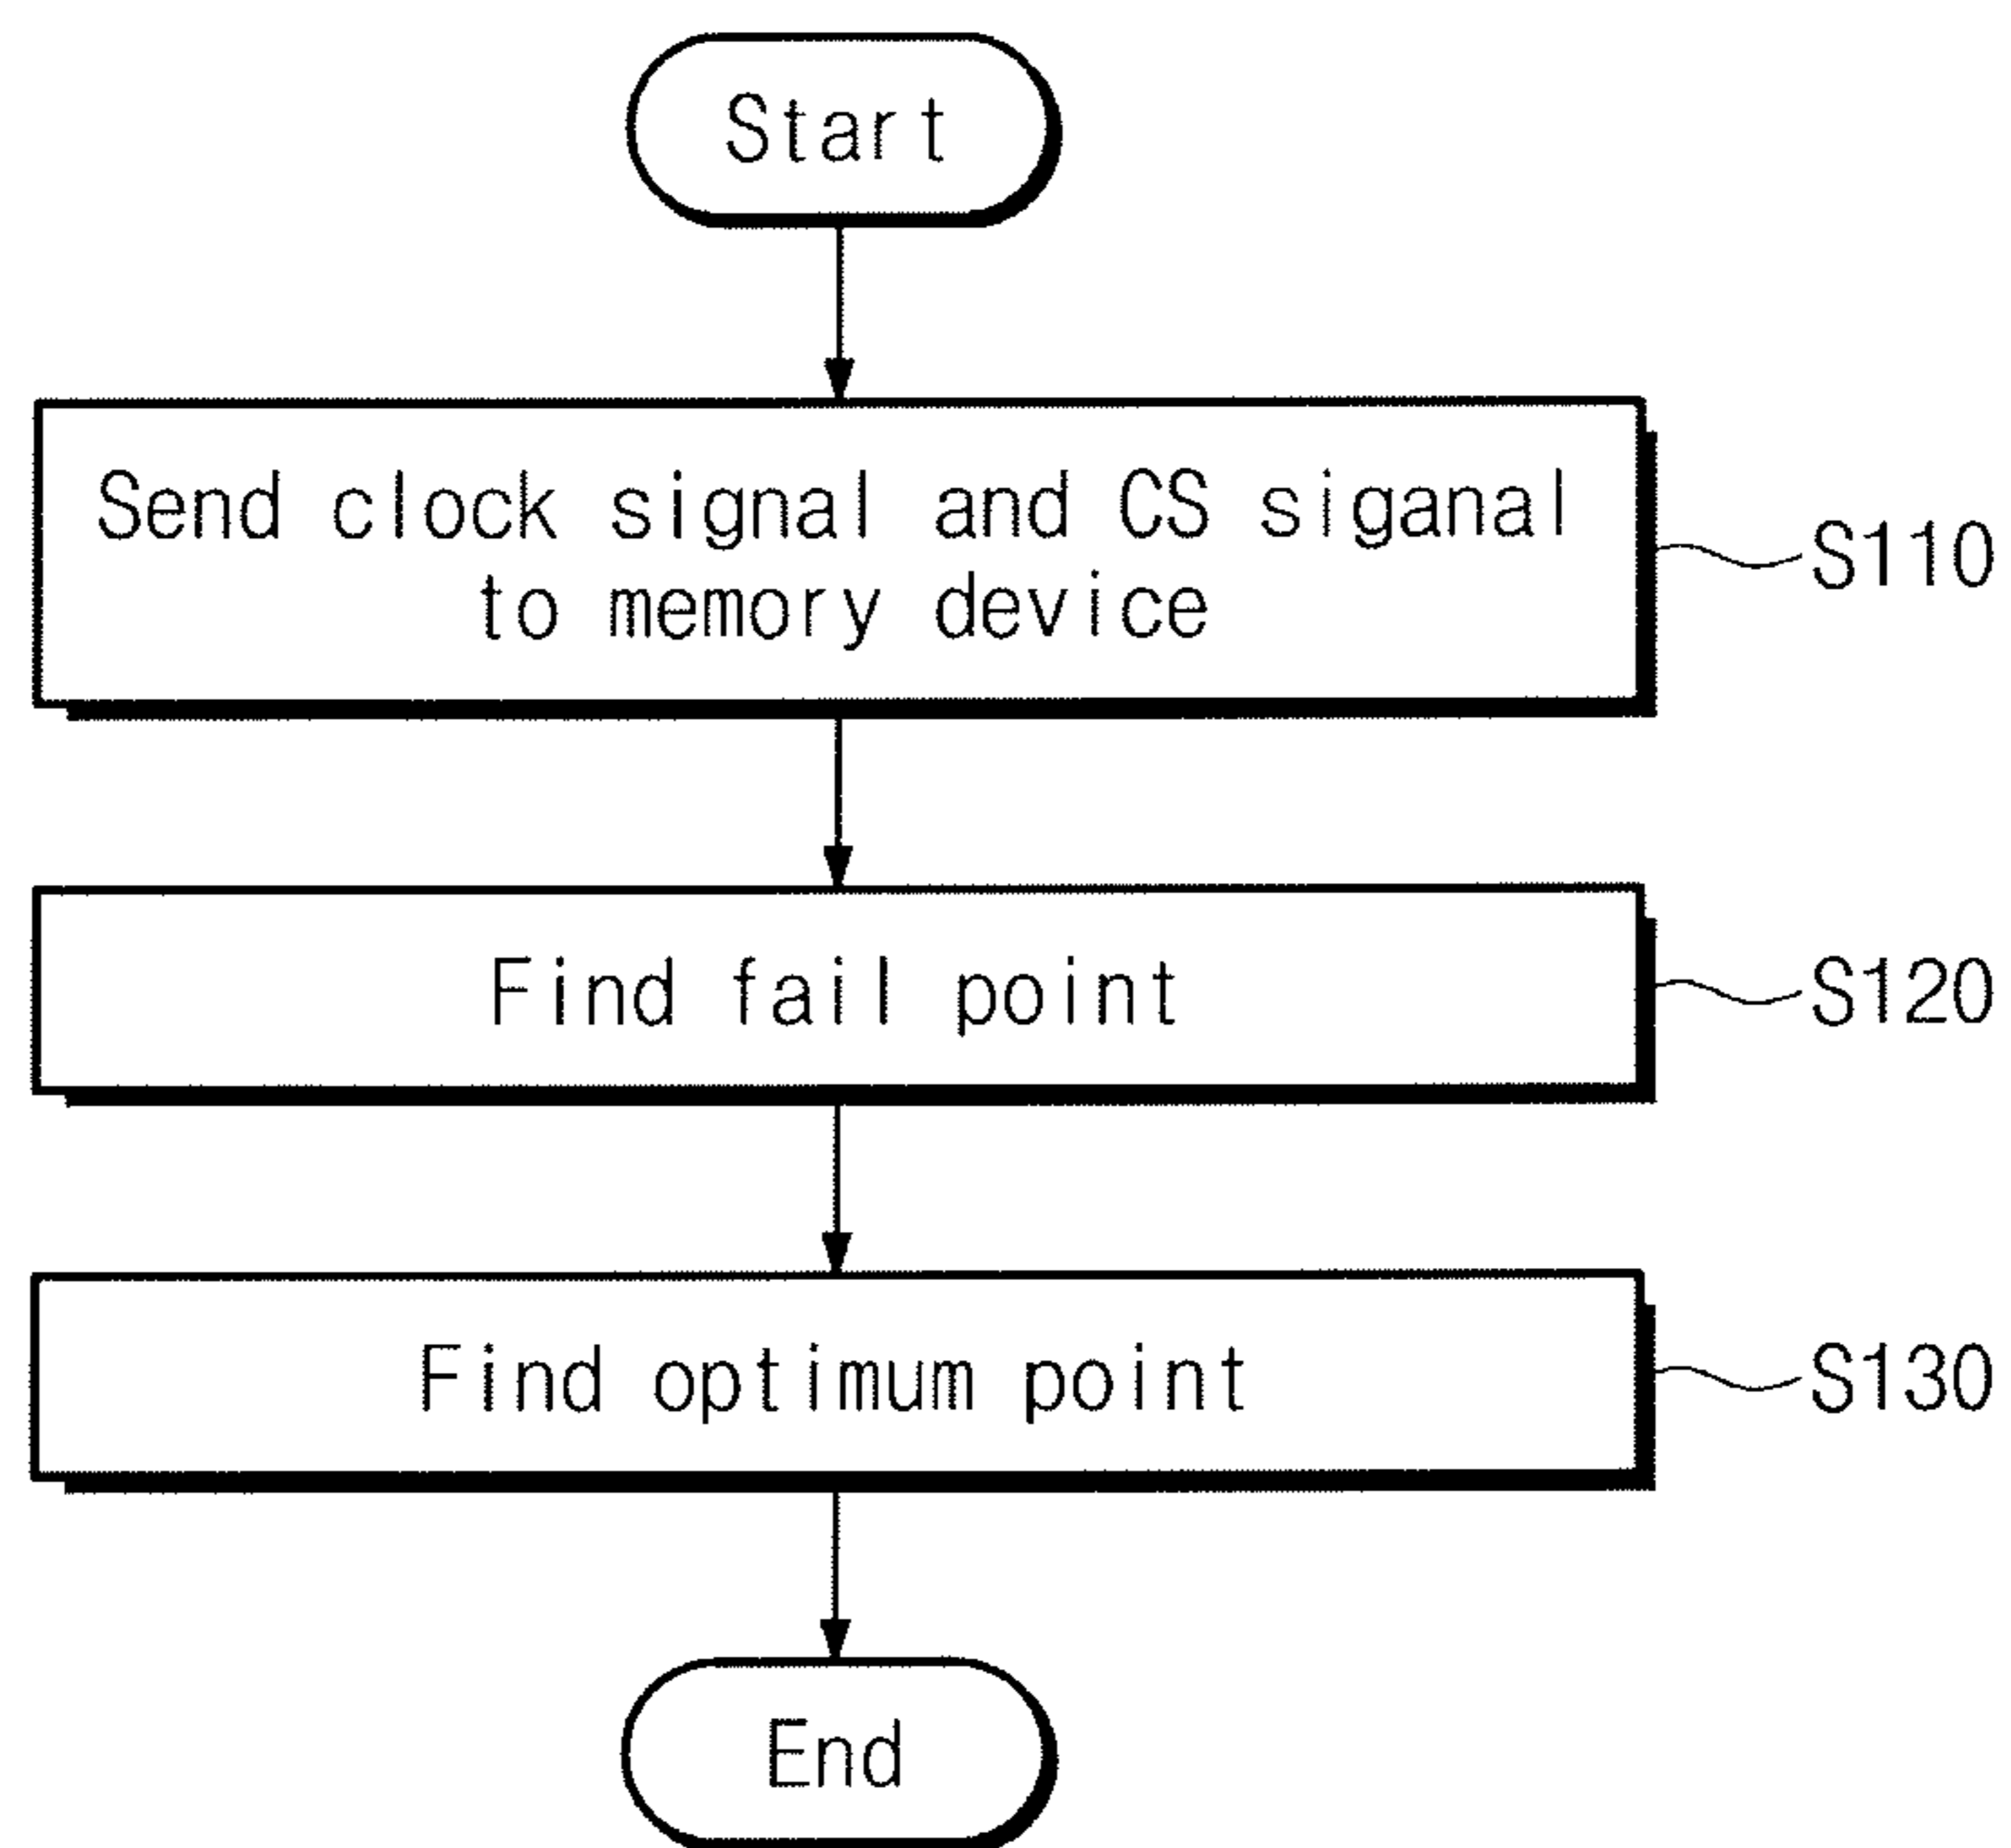 Start
Send clock signal and CS siganal
to memory device
S110
Find fail point
S120
Find optimum point
S130
End